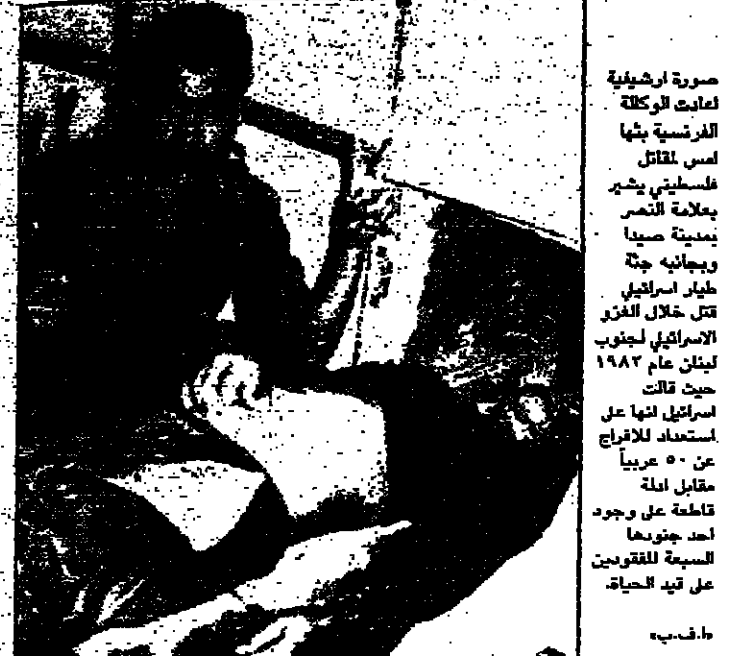 صورة ارشيفية
اعادت الوكالة
الفرنسية بثها
امس لمقاتل
فلسطيني يشير
بعلامة النصر
بمدينة صيدا
وبجانبه جثة
طيار اسرائيلي
قتل خلال الغزو
الاسرائيلي لجنوب
لبنان عام ١٩٨٢
حيث قالت
اسرائيل انها على
استعداد للافراج
عن ٥٠ عربياً
مقابل ادلة
قاطعة على وجود
احد جنودها
السبعة المفقودين
على قيد الحياة.
«ا.ف.ب»